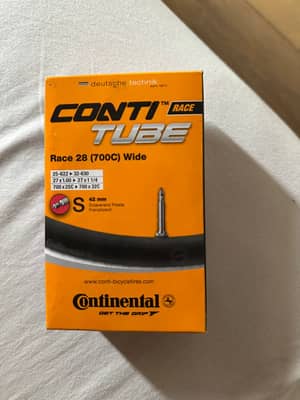 deutsche technik
CONTI™ RACE
TUBE
Race 28 (700C) Wide
25-622 ▸ 32-630
27 x 1.00 ▸ 27 x 1 1/4
700 x 25C ▸ 700 x 32C
S 42 mm
www.conti-bicycletires.com
Continental
GET THE GRIP